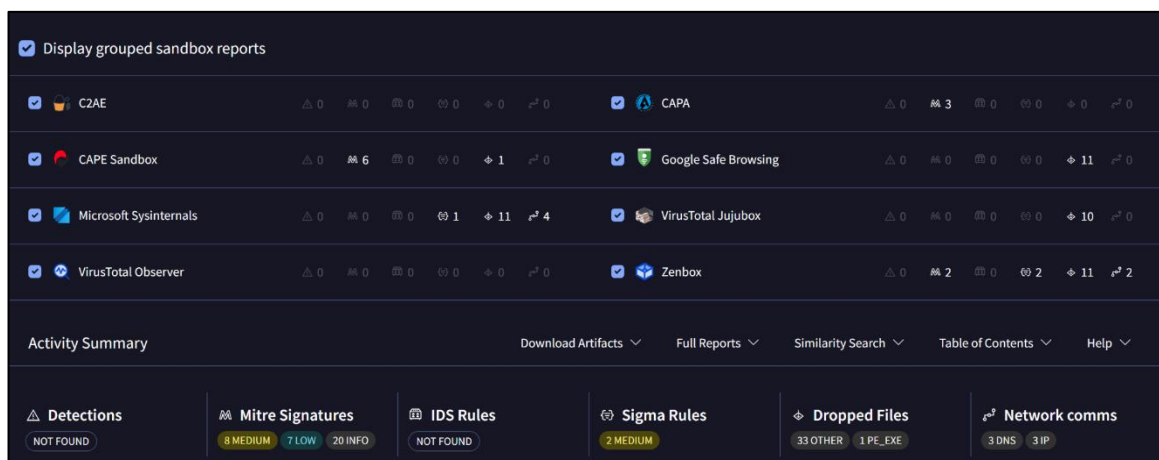 Display grouped sandbox reports
C2AE 0 0 0 0 0 0 CAPA 0 3 0 0 0 0
CAPE Sandbox 0 6 0 0 1 0 Google Safe Browsing 0 0 0 0 11 0
Microsoft Sysinternals 0 0 0 1 11 4 VirusTotal Jujubox 0 0 0 0 10 0
VirusTotal Observer 0 0 0 0 0 0 Zenbox 0 2 0 2 11 2
Activity Summary Download Artifacts Full Reports Similarity Search Table of Contents Help
Detections Mitre Signatures IDS Rules Sigma Rules Dropped Files Network comms
NOT FOUND 8 MEDIUM 7 LOW 20 INFO NOT FOUND 2 MEDIUM 33 OTHER 1 PE_EXE 3 DNS 3 IP